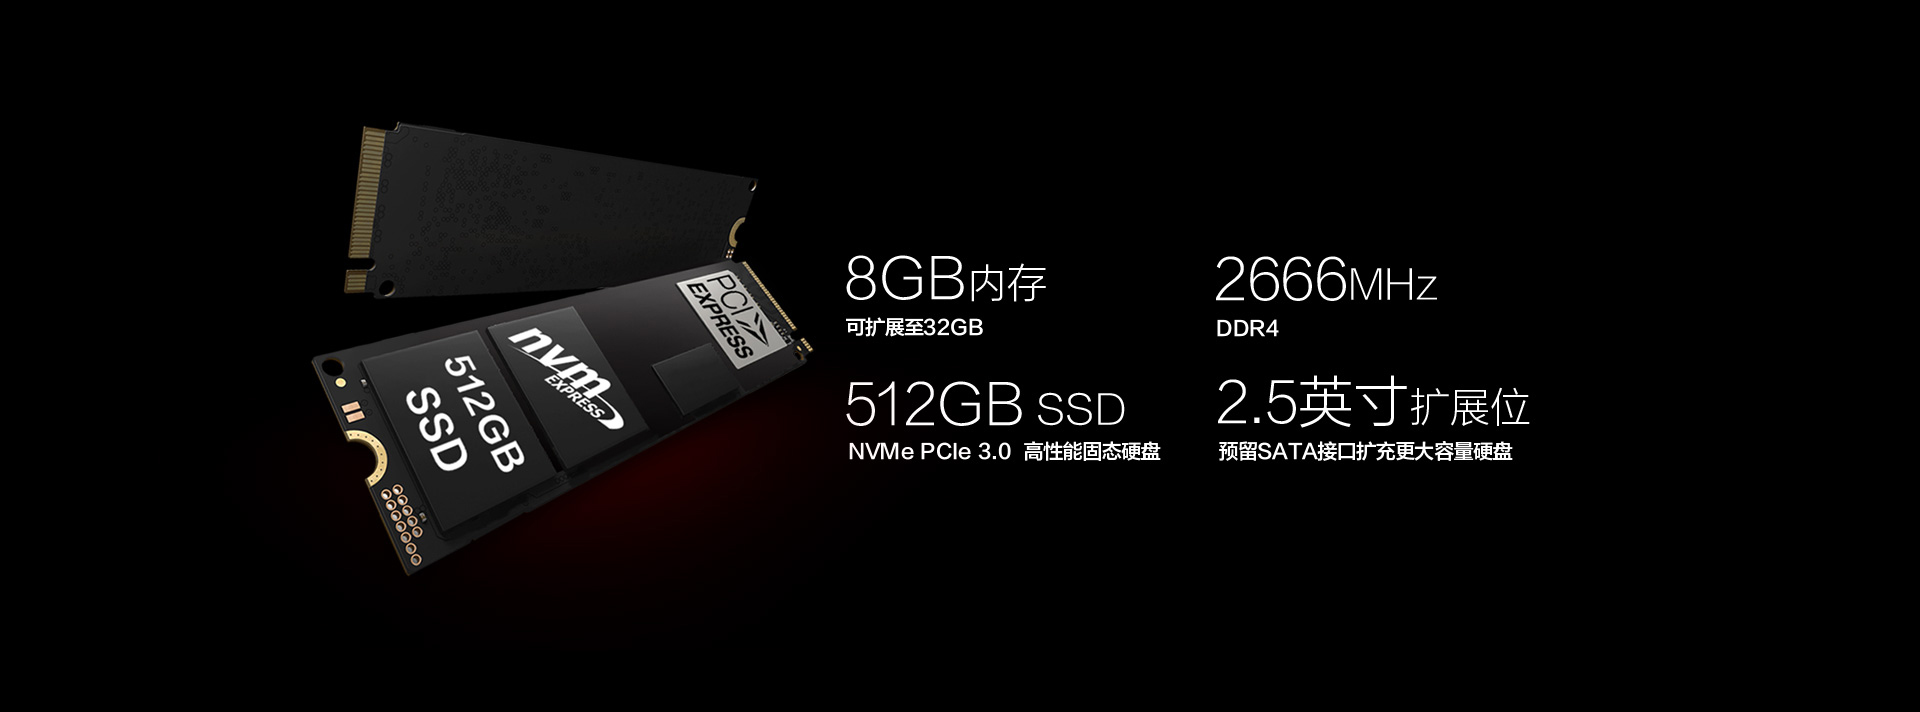 8GB内存
可扩展至32GB
2666MHz
DDR4
512GB SSD
NVMe PCIe 3.0 高性能固态硬盘
2.5英寸扩展位
预留SATA接口扩充更大容量硬盘
512GB
SSD
nvm
EXPRESS
PCI
EXPRESS